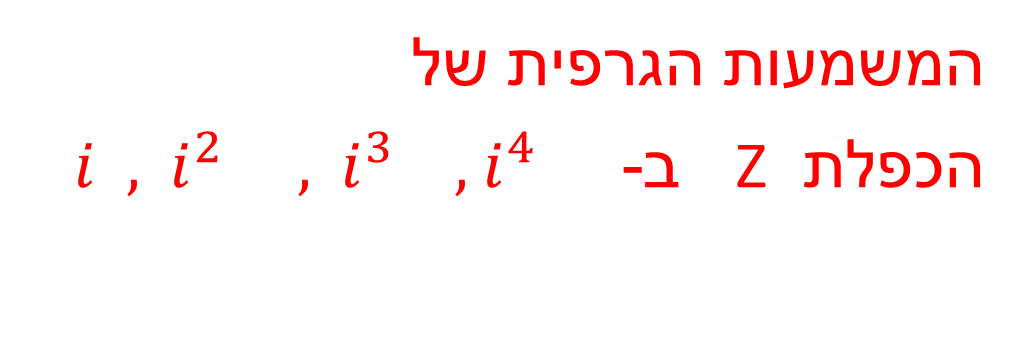 המשמעות הגרפית של
הכפלת Z ב- i⁴ , i³ , i² , i